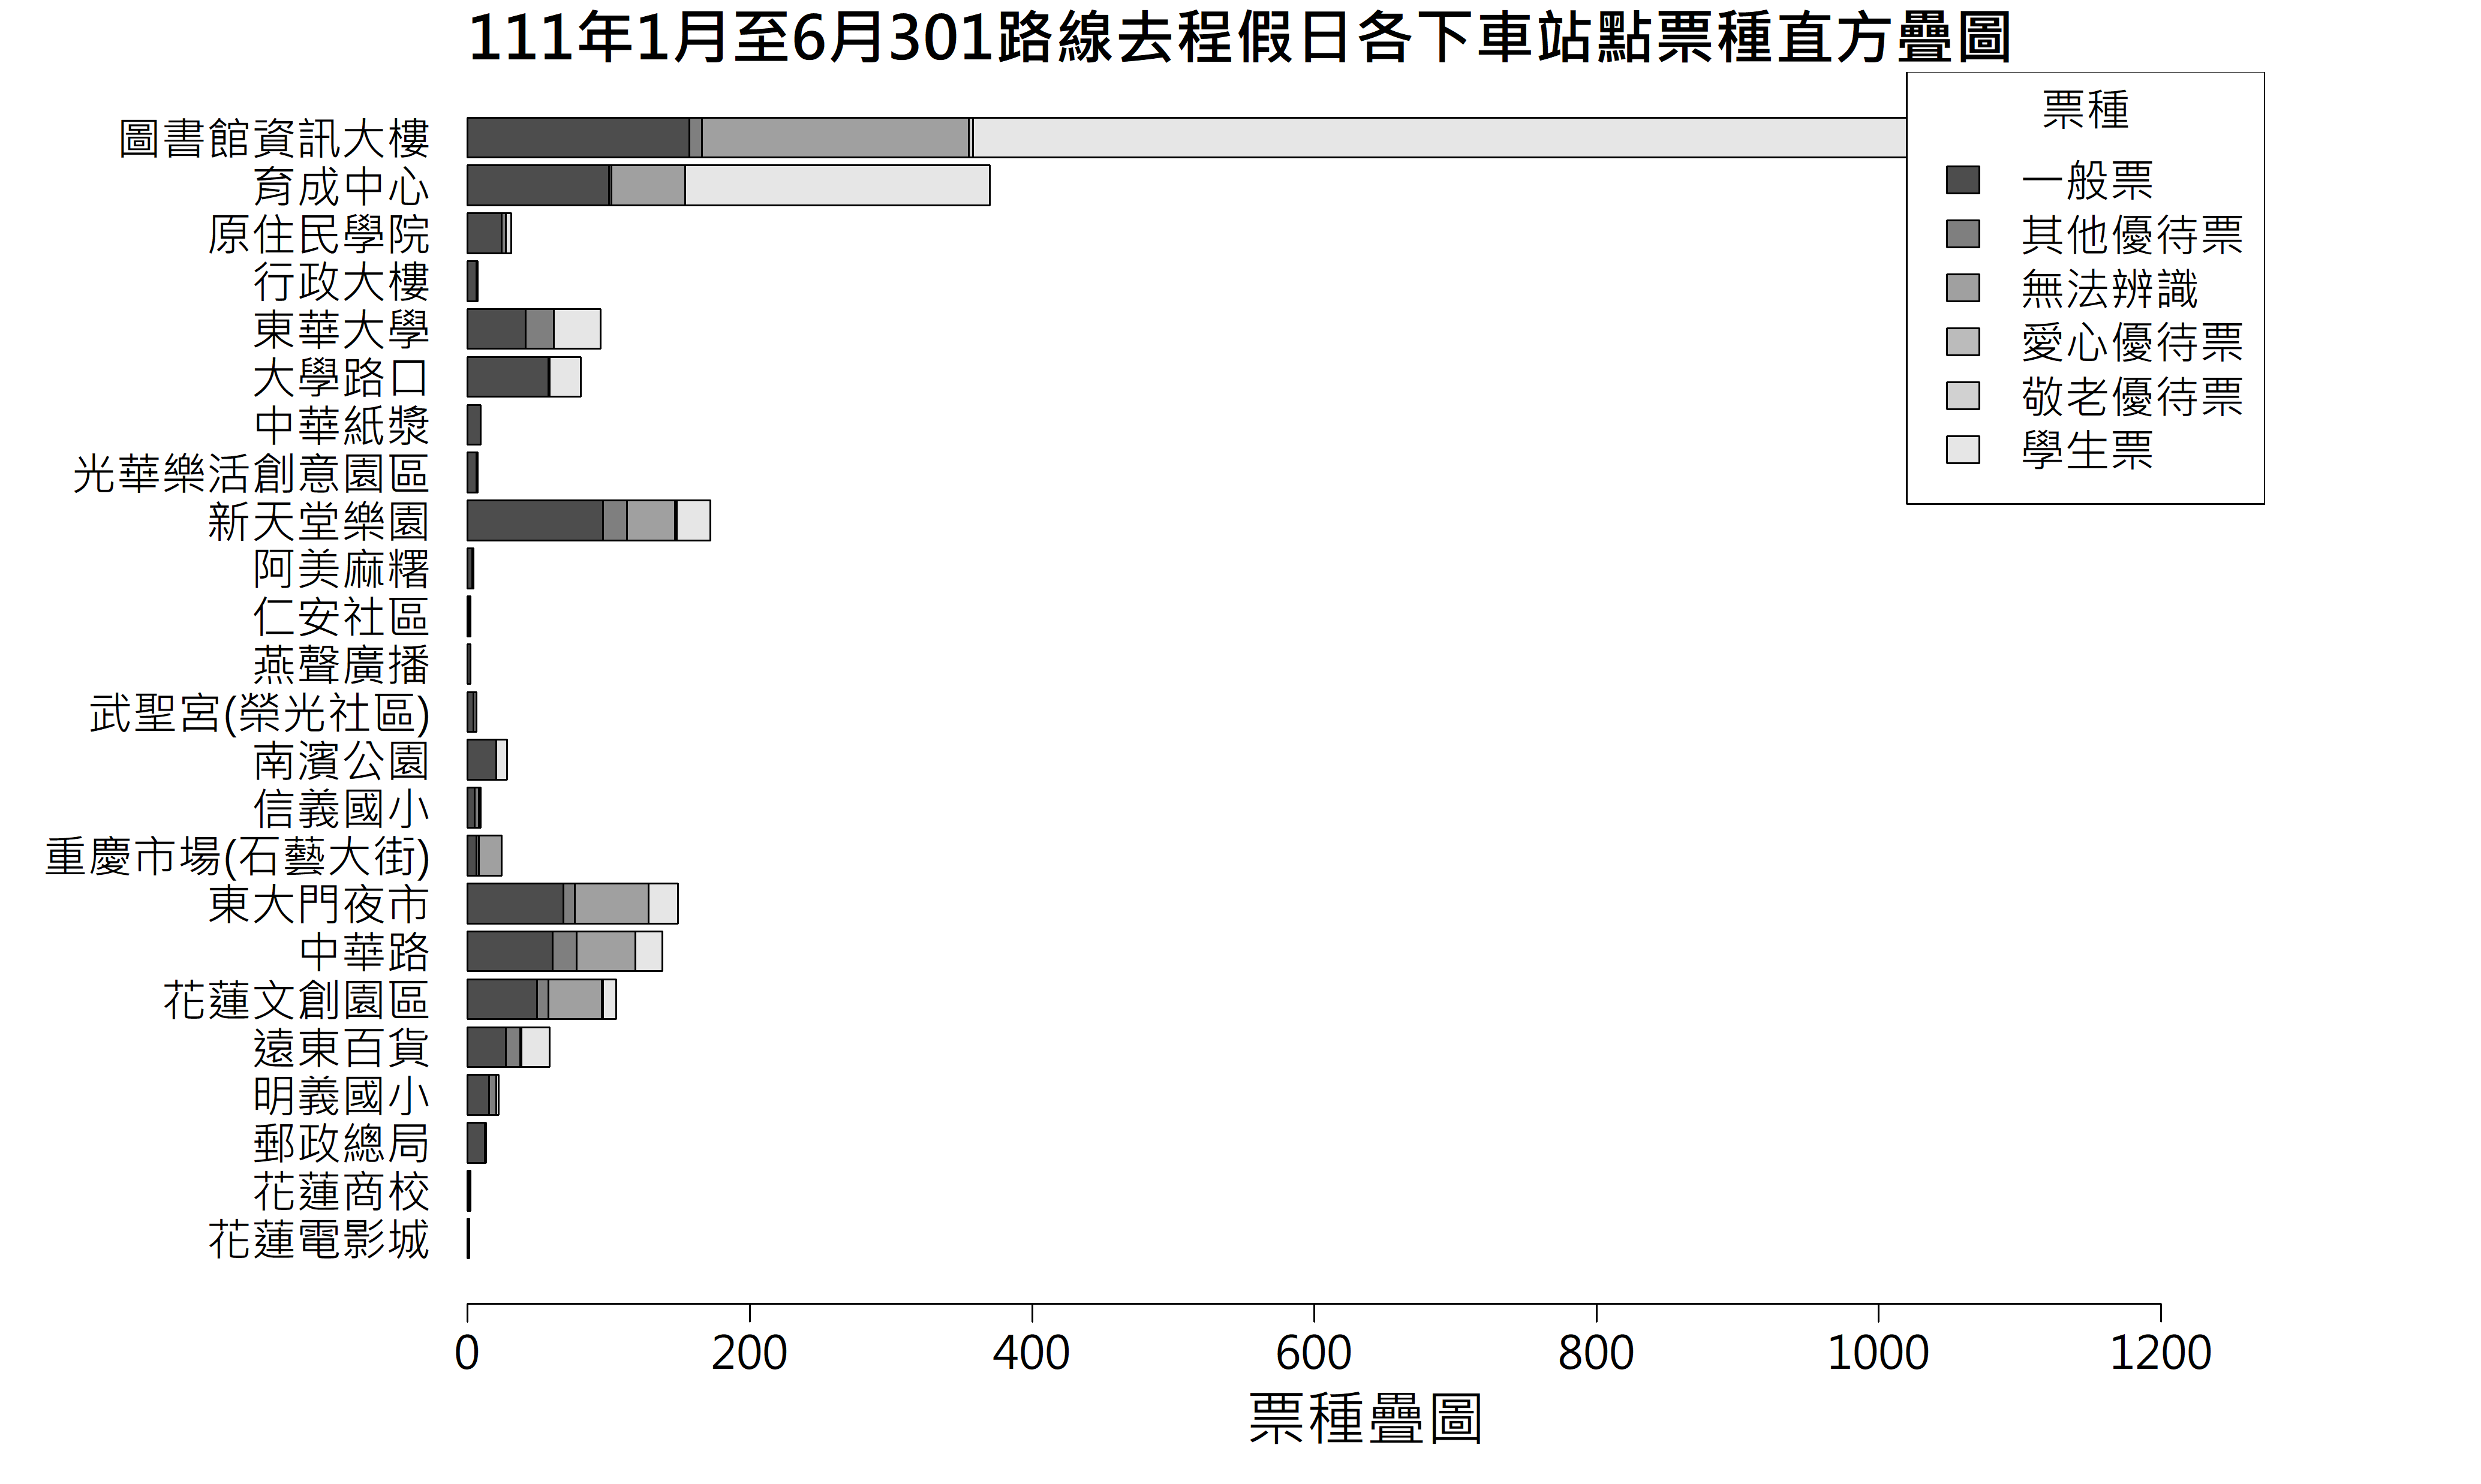 111年1月至6月301路線去程假日各下車站點票種直方疊圖
票種
一般票
其他優待票
無法辨識
愛心優待票
敬老優待票
學生票
圖書館資訊大樓
育成中心
原住民學院
行政大樓
東華大學
大學路口
中華紙漿
光華樂活創意園區
新天堂樂園
阿美麻糬
仁安社區
燕聲廣播
武聖宮(榮光社區)
南濱公園
信義國小
重慶市場(石藝大街)
東大門夜市
中華路
花蓮文創園區
遠東百貨
明義國小
郵政總局
花蓮商校
花蓮電影城
0 200 400 600 800 1000 1200
票種疊圖